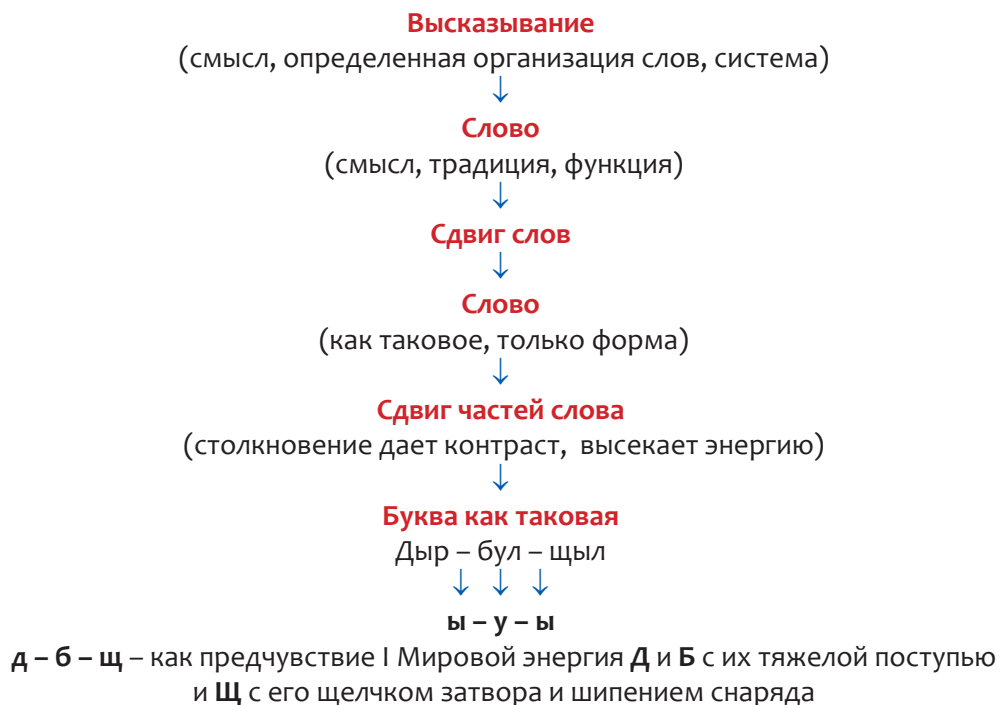 Высказывание
(смысл, определенная организация слов, система)
↓
Слово
(смысл, традиция, функция)
↓
Сдвиг слов
↓
Слово
(как таковое, только форма)
↓
Сдвиг частей слова
(столкновение дает контраст, высекает энергию)
↓
Буква как таковая
Дыр – бул – щыл
↓ ↓ ↓
ы – у – ы
д – б – щ – как предчувствие I Мировой энергия Д и Б с их тяжелой поступью
и Щ с его щелчком затвора и шипением снаряда